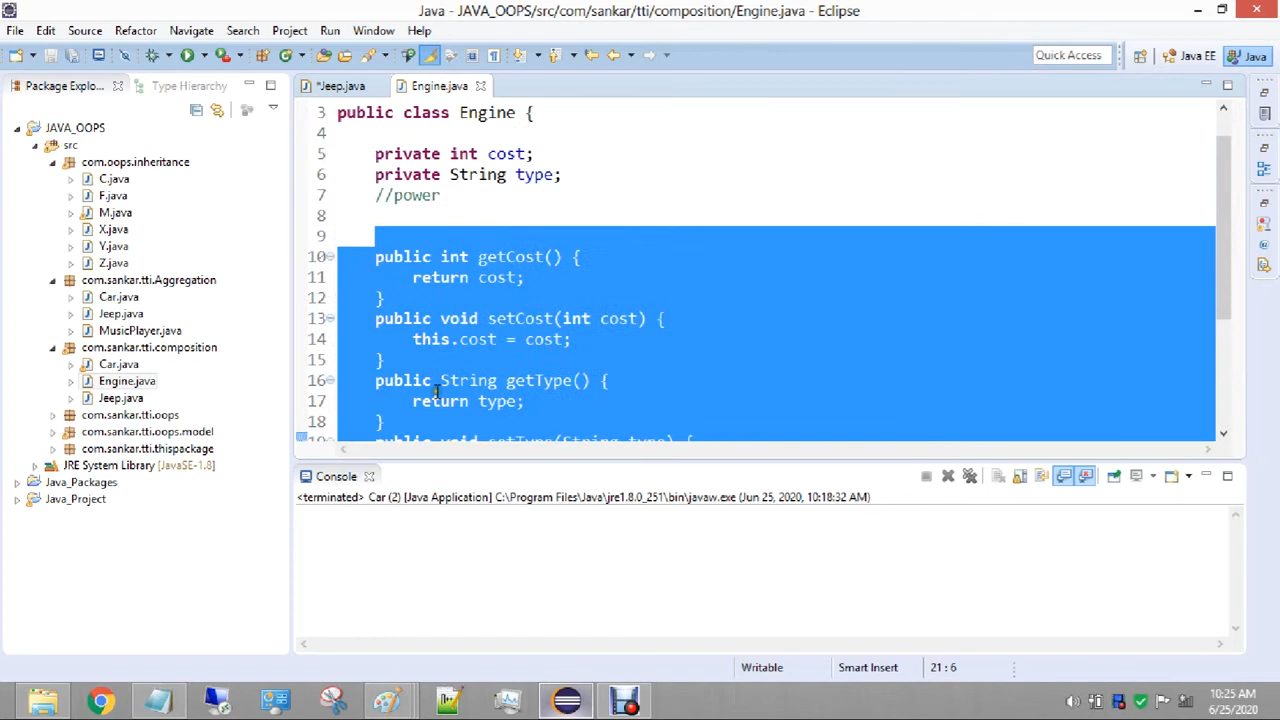 Java - JAVA_OOPS/src/com/sankar/tti/composition/Engine.java - Eclipse
File Edit Source Refactor Navigate Search Project Run Window Help
Quick Access
Java EE
Java
Package Explo...
Type Hierarchy
*Jeep.java
Engine.java
JAVA_OOPS
src
com.oops.inheritance
C.java
F.java
M.java
X.java
Y.java
Z.java
com.sankar.tti.Aggregation
Car.java
Jeep.java
MusicPlayer.java
com.sankar.tti.composition
Car.java
Engine.java
Jeep.java
com.sankar.tti.oops
com.sankar.tti.oops.model
com.sankar.tti.thispackage
JRE System Library [JavaSE-1.8]
Java_Packages
Java_Project
3 public class Engine {
4
5 private int cost;
6 private String type;
7 //power
8
9
10 public int getCost() {
11 return cost;
12 }
13 public void setCost(int cost) {
14 this.cost = cost;
15 }
16 public String getType() {
17 return type;
18 }
19 public void setType(String type) {
Console
<terminated> Car (2) [Java Application] C:\Program Files\Java\jre1.8.0_251\bin\javaw.exe (Jun 25, 2020, 10:18:32 AM)
Writable
Smart Insert
21 : 6
10:25 AM
6/25/2020